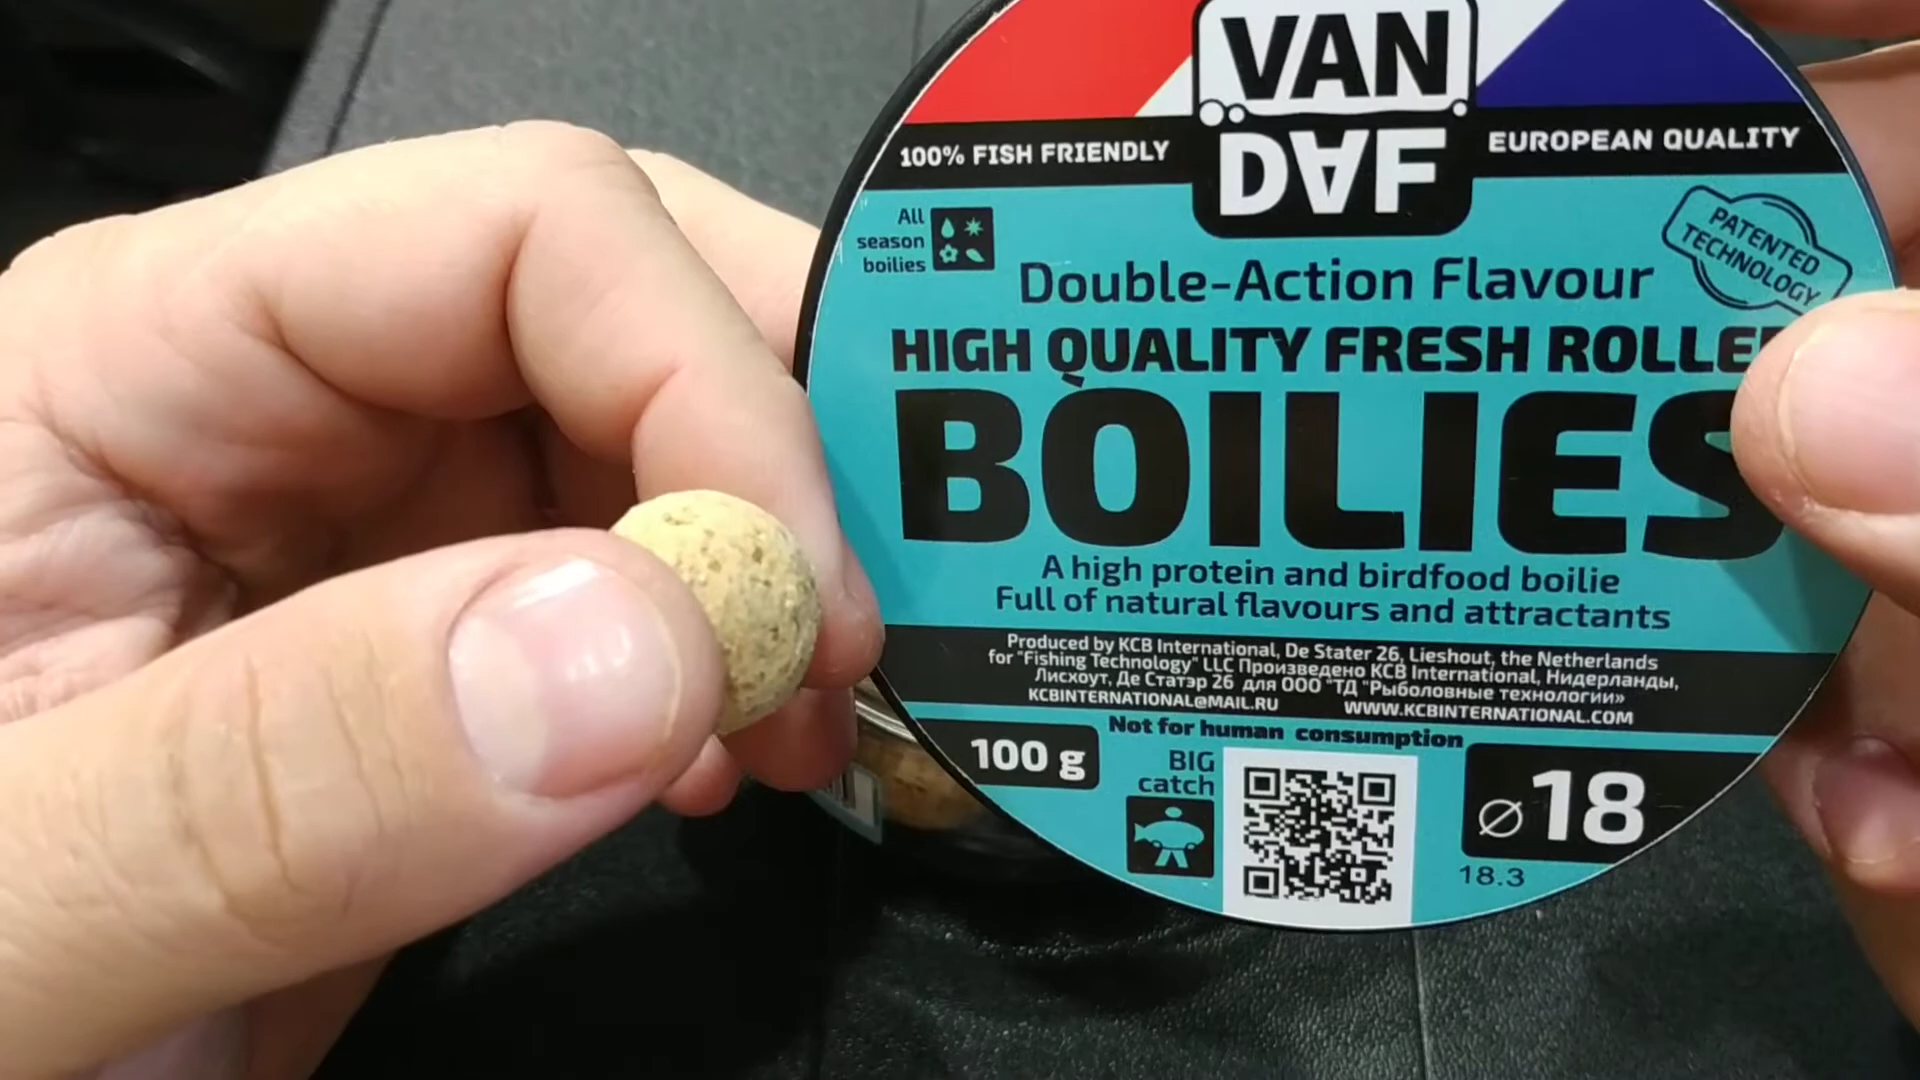 VAN
DAF
100% FISH FRIENDLY
EUROPEAN QUALITY
All
season
boilies
PATENTED
TECHNOLOGY
Double-Action Flavour
HIGH QUALITY FRESH ROLLE
BOILIES
A high protein and birdfood boilie
Full of natural flavours and attractants
Produced by KCB International, De Stater 26, Lieshout, the Netherlands
for "Fishing Technology" LLC Произведено KCB International, Нидерланды,
Лисхоут, Де Статэр 26 для ООО "ТД "Рыболовные технологии»
KCBINTERNATIONAL@MAIL.RU WWW.KCBINTERNATIONAL.COM
Not for human consumption
100 g
BIG
catch
⌀18
18.3